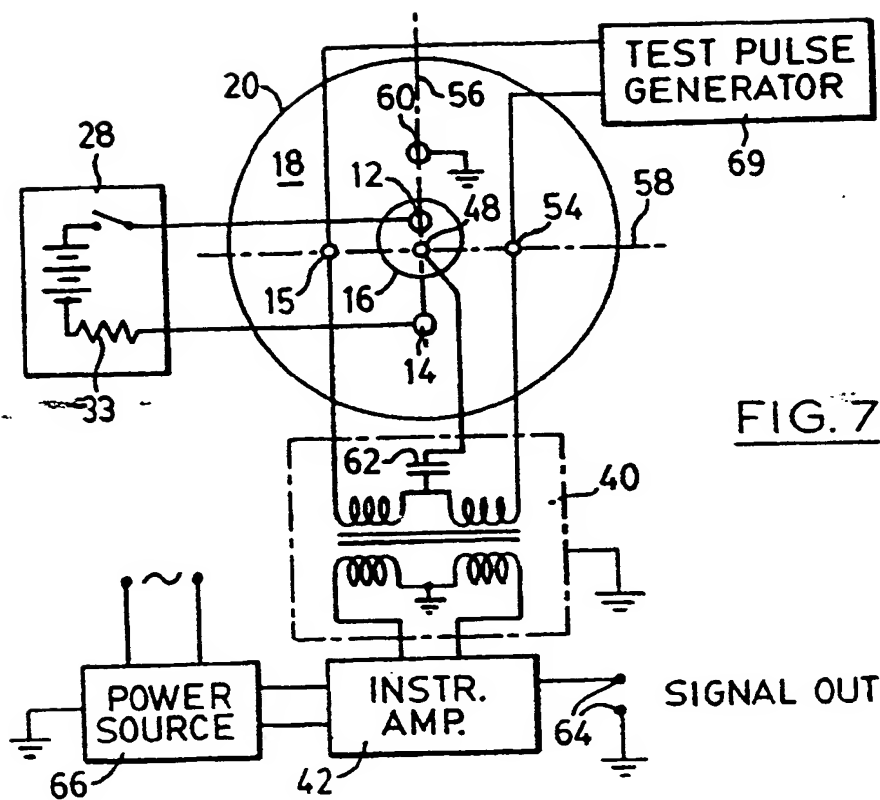 TEST PULSE
GENERATOR
69
20
60
56
28
18
12
48
54
58
15
16
14
33
FIG. 7
62
40
POWER
SOURCE
66
INSTR.
AMP.
42
SIGNAL OUT
64